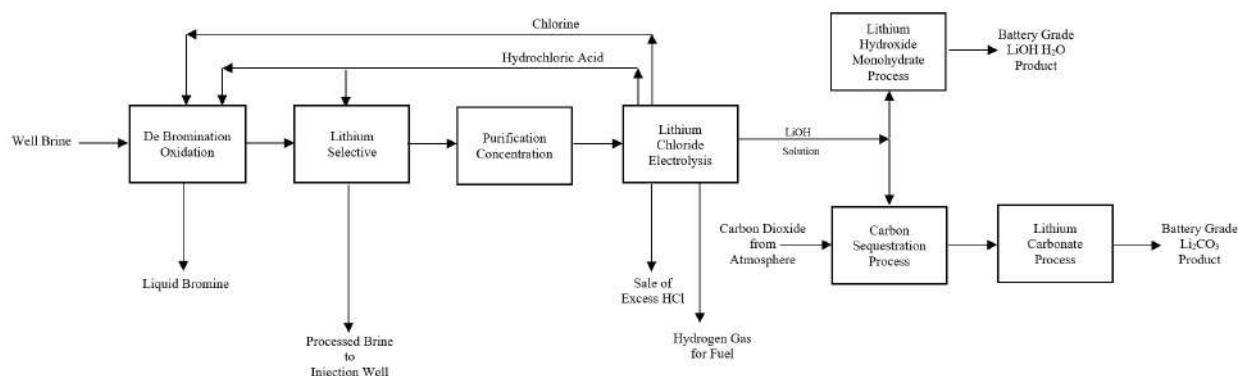 Chlorine
Hydrochloric Acid
Well Brine
De Bromination
Oxidation
Lithium
Selective
Purification
Concentration
Lithium
Chloride
Electrolysis
LiOH
Solution
Lithium
Hydroxide
Monohydrate
Process
Battery Grade
LiOH H₂O
Product
Carbon Dioxide
from
Atmosphere
Carbon
Sequestration
Process
Lithium
Carbonate
Process
Battery Grade
Li₂CO₃
Product
Liquid Bromine
Processed Brine
to
Injection Well
Sale of
Excess HCl
Hydrogen Gas
for Fuel